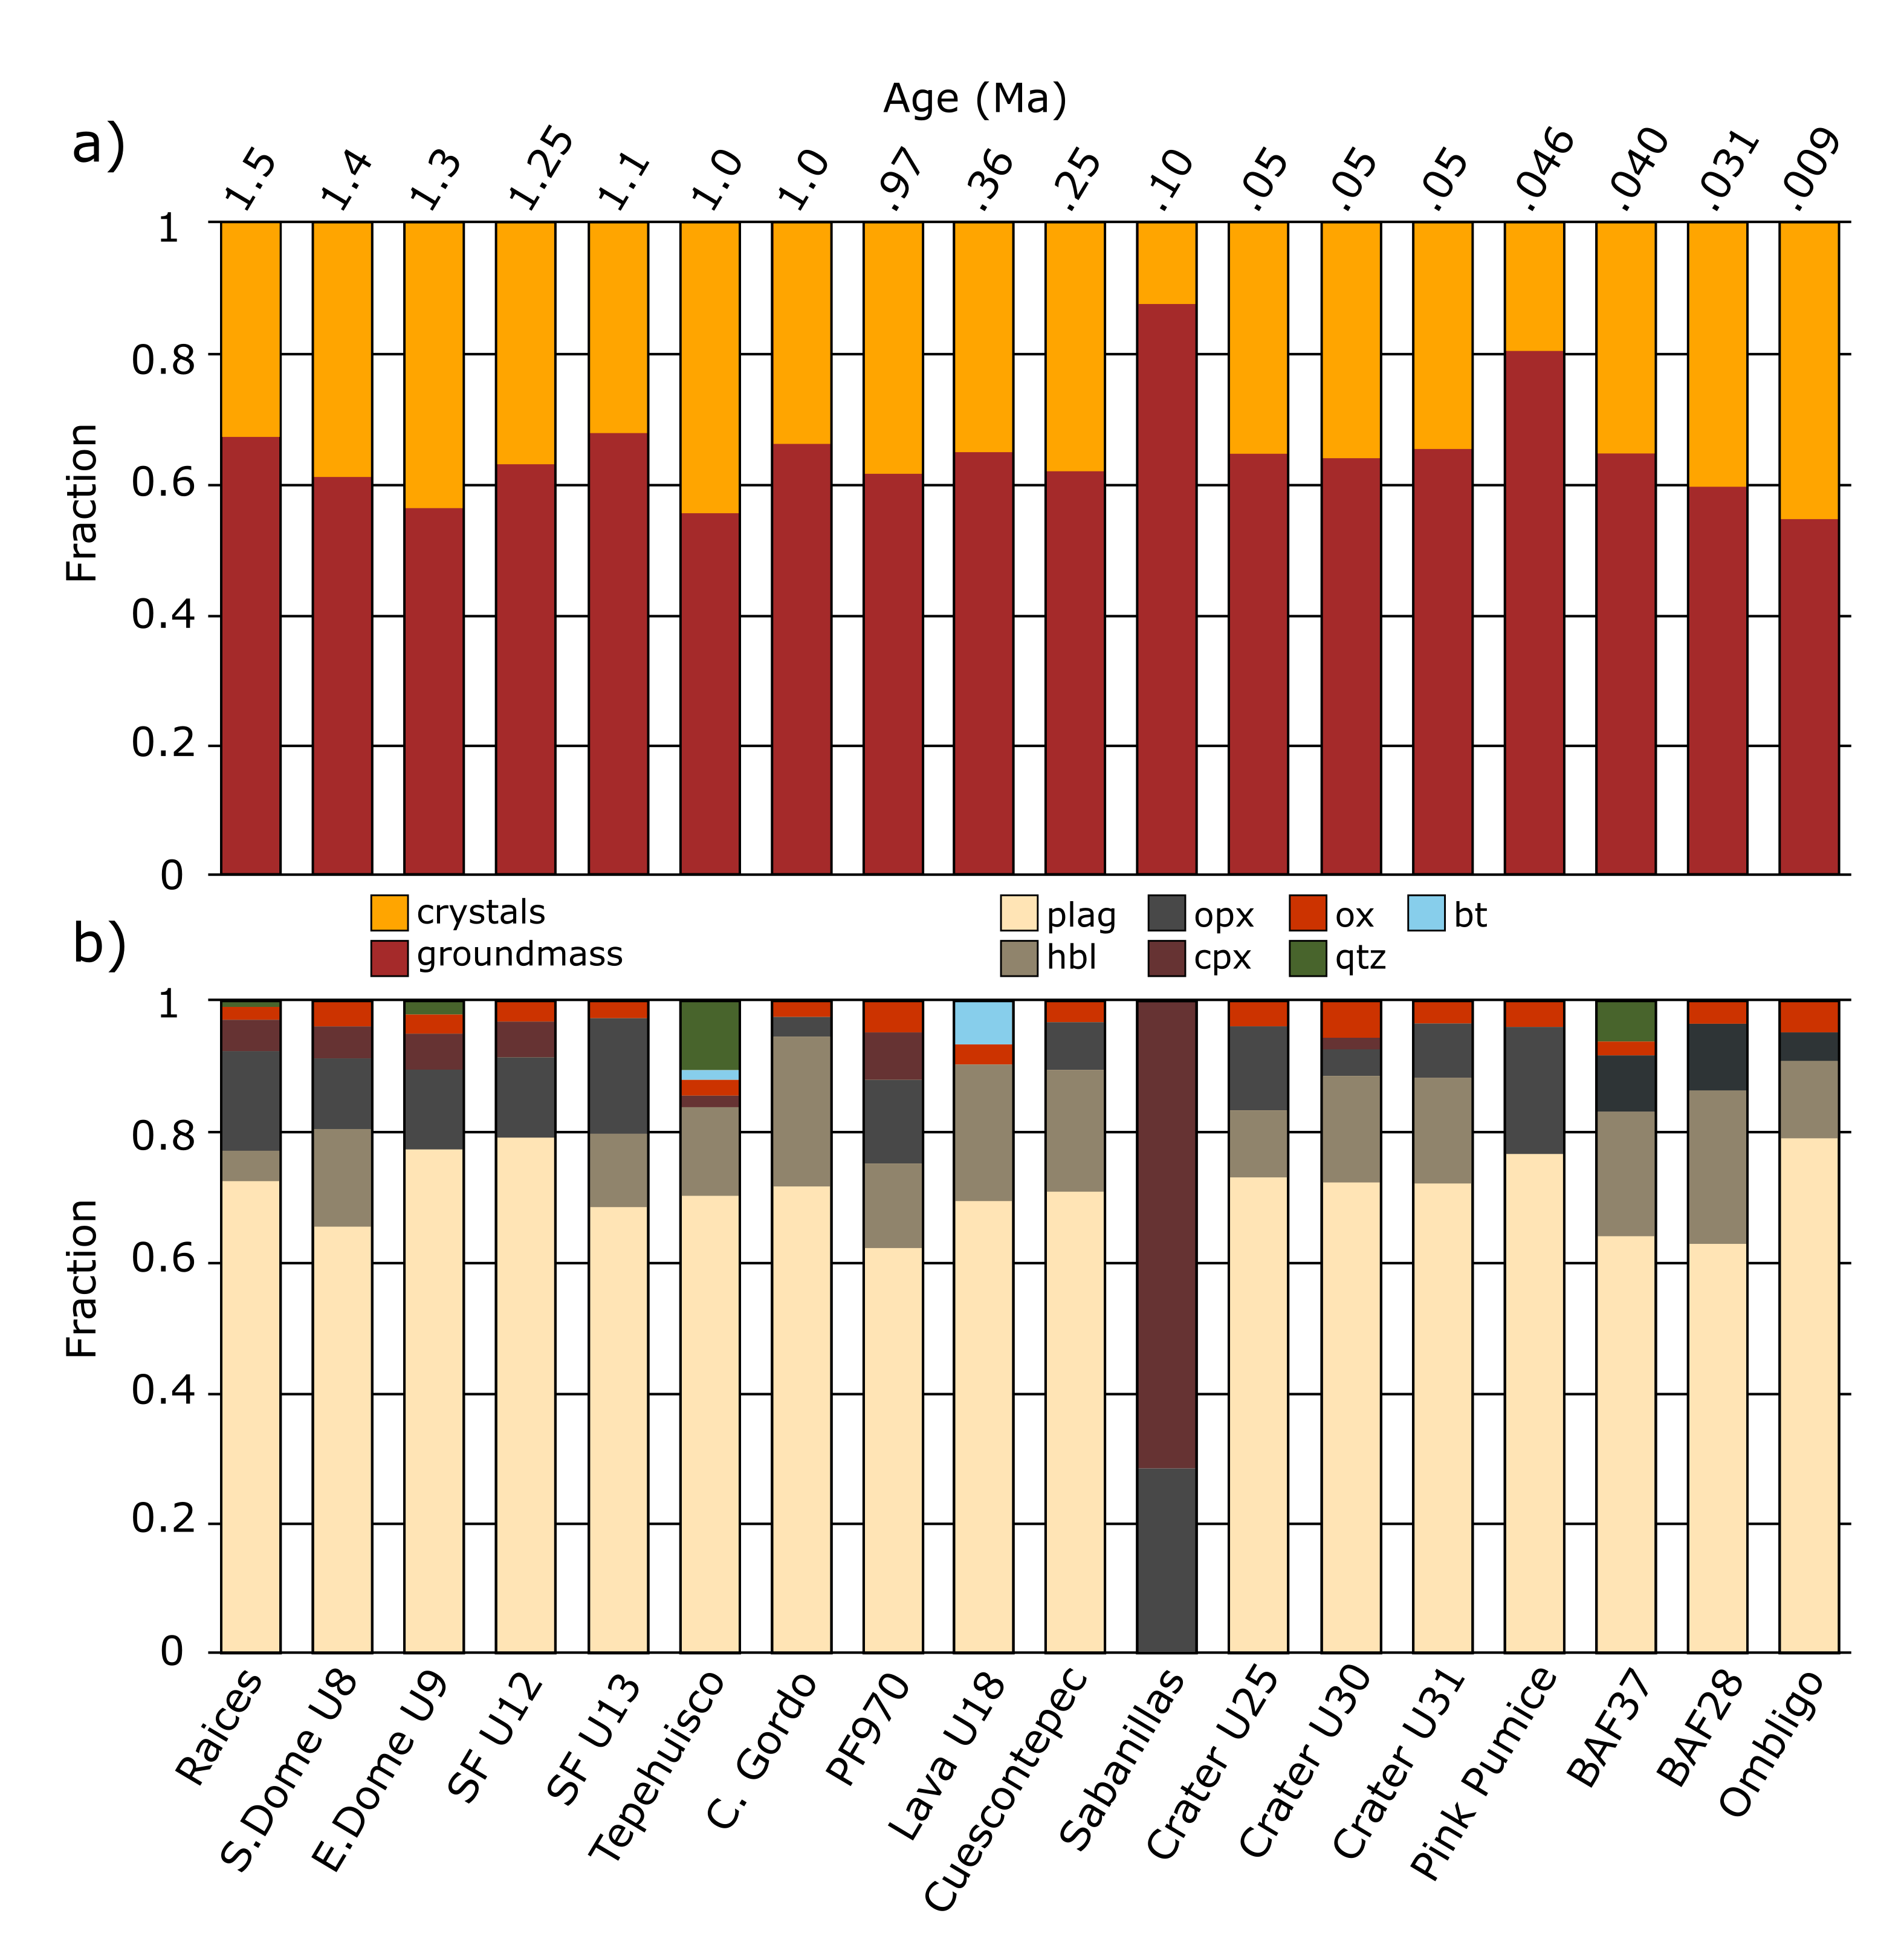 Age (Ma)
a)
1.5 1.4 1.3 1.25 1.1 1.0 1.0 .97 .36 .25 .10 .05 .05 .05 .046 .040 .031 .009
1
0.8
0.6
0.4
0.2
0
Fraction
crystals
groundmass
plag opx ox bt
hbl cpx qtz
b)
1
0.8
0.6
0.4
0.2
0
Fraction
Raices
S.Dome U8
E.Dome U9
SF U12
SF U13
Tepehuisco
C. Gordo
PF970
Lava U18
Cuescontepec
Sabanillas
Crater U25
Crater U30
Crater U31
Pink Pumice
BAF37
BAF28
Ombligo